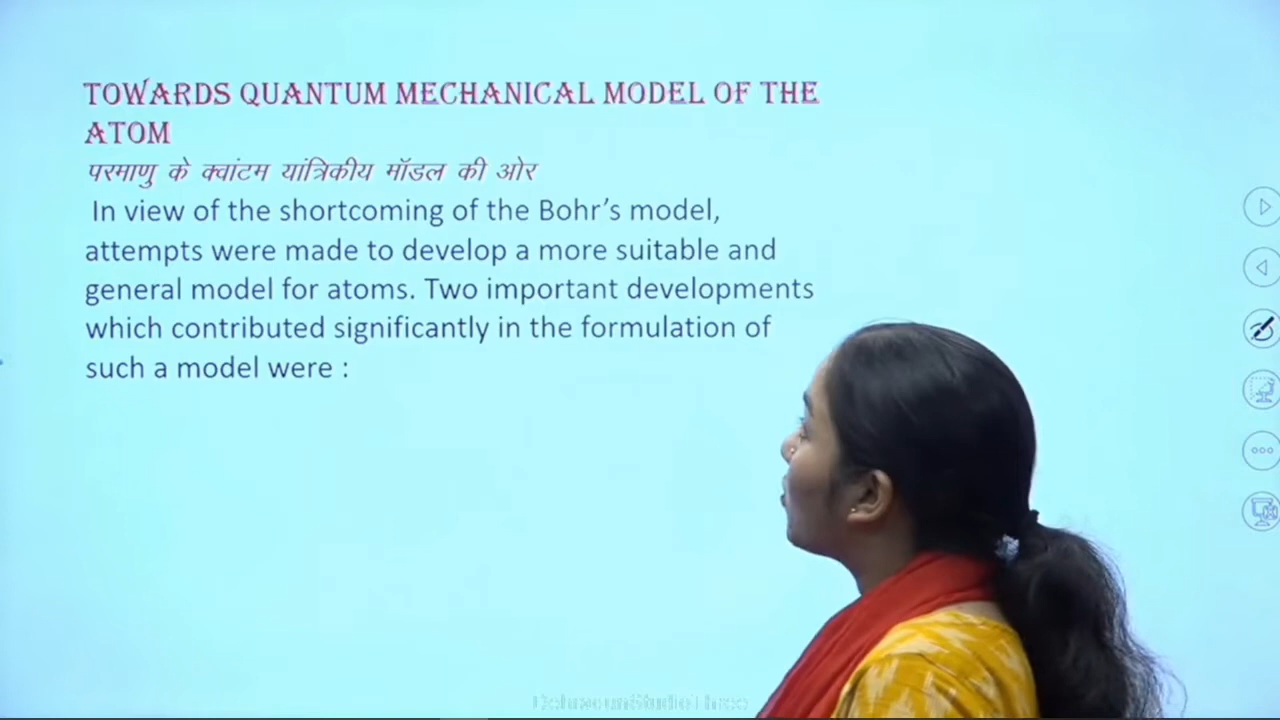 TOWARDS QUANTUM MECHANICAL MODEL OF THE
ATOM
परमाणु के क्वांटम यांत्रिकीय मॉडल की ओर
In view of the shortcoming of the Bohr’s model,
attempts were made to develop a more suitable and
general model for atoms. Two important developments
which contributed significantly in the formulation of
such a model were :